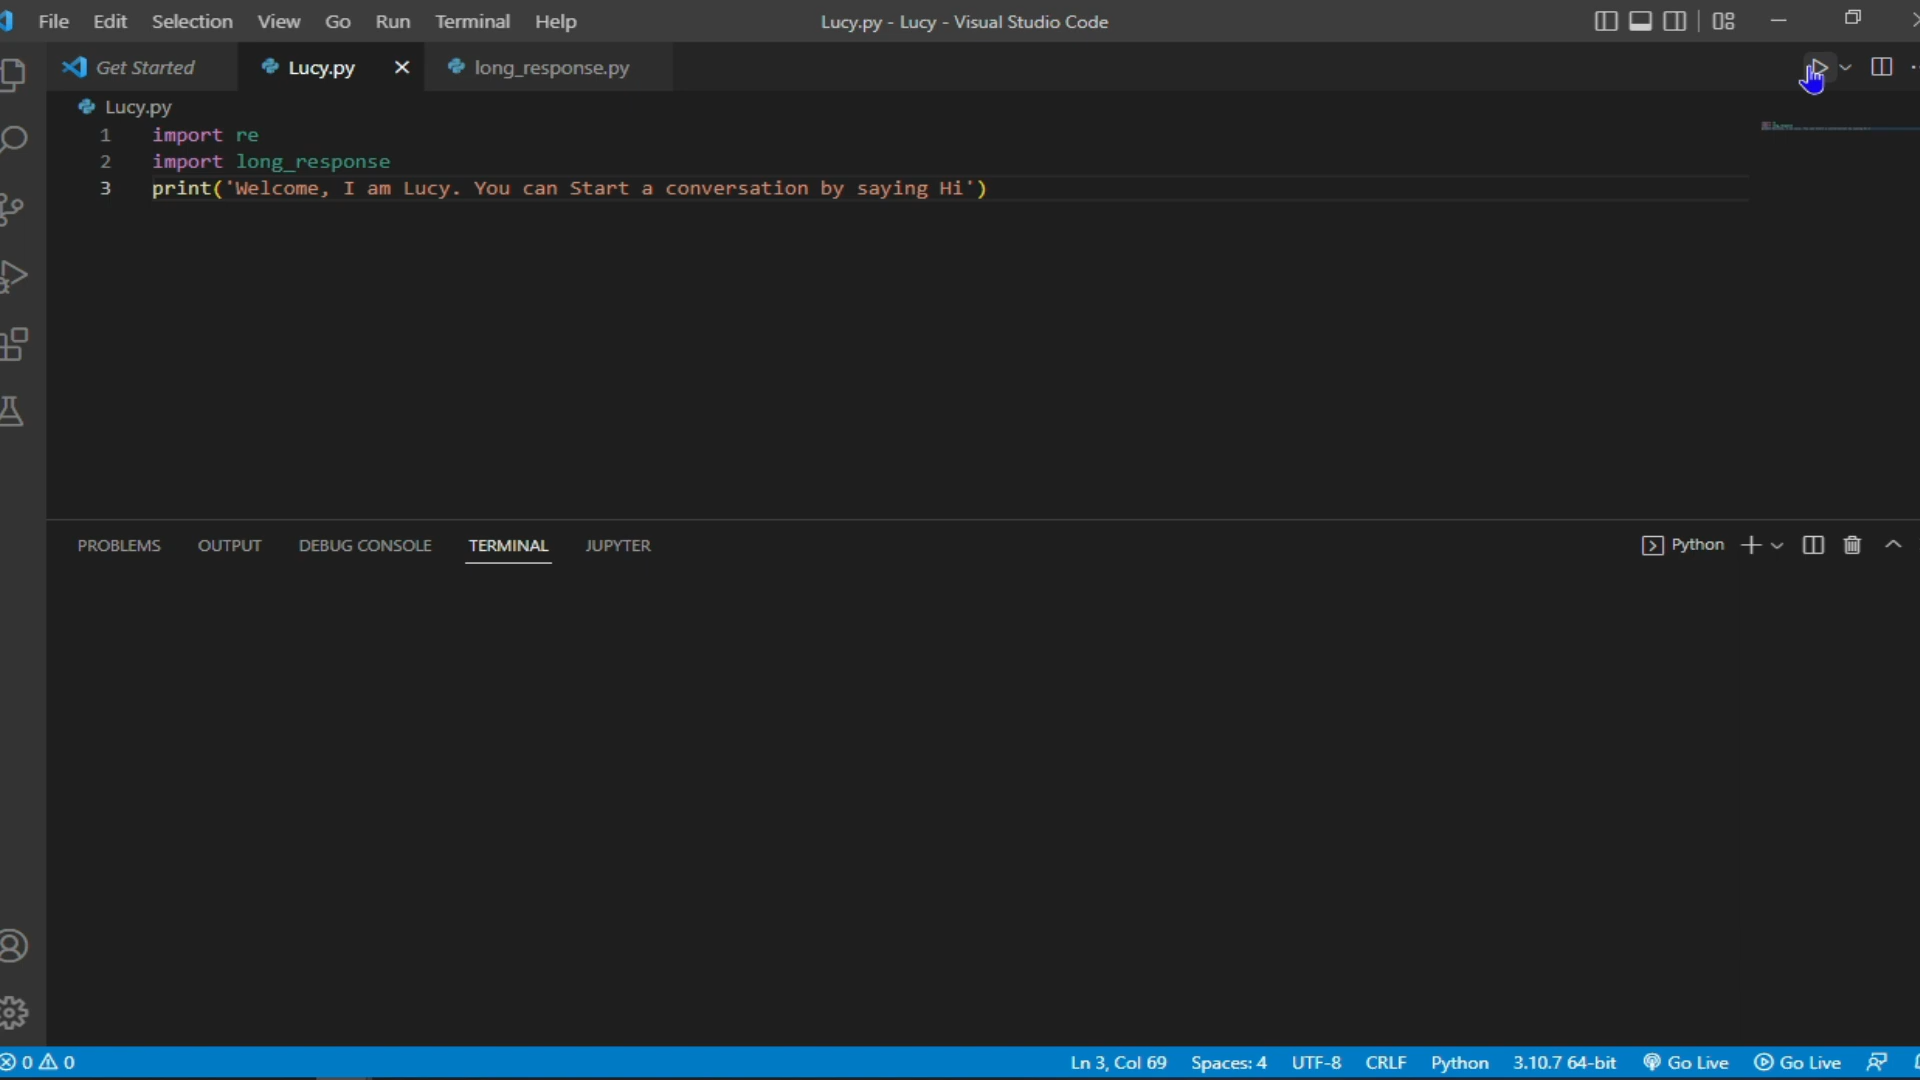 File Edit Selection View Go Run Terminal Help Lucy.py - Lucy - Visual Studio Code
Get Started Lucy.py long_response.py
Lucy.py
1 import re
2 import long_response
3 print('Welcome, I am Lucy. You can Start a conversation by saying Hi')
PROBLEMS OUTPUT DEBUG CONSOLE TERMINAL JUPYTER Python
0 0 Ln 3, Col 69 Spaces: 4 UTF-8 CRLF Python 3.10.7 64-bit Go Live Go Live